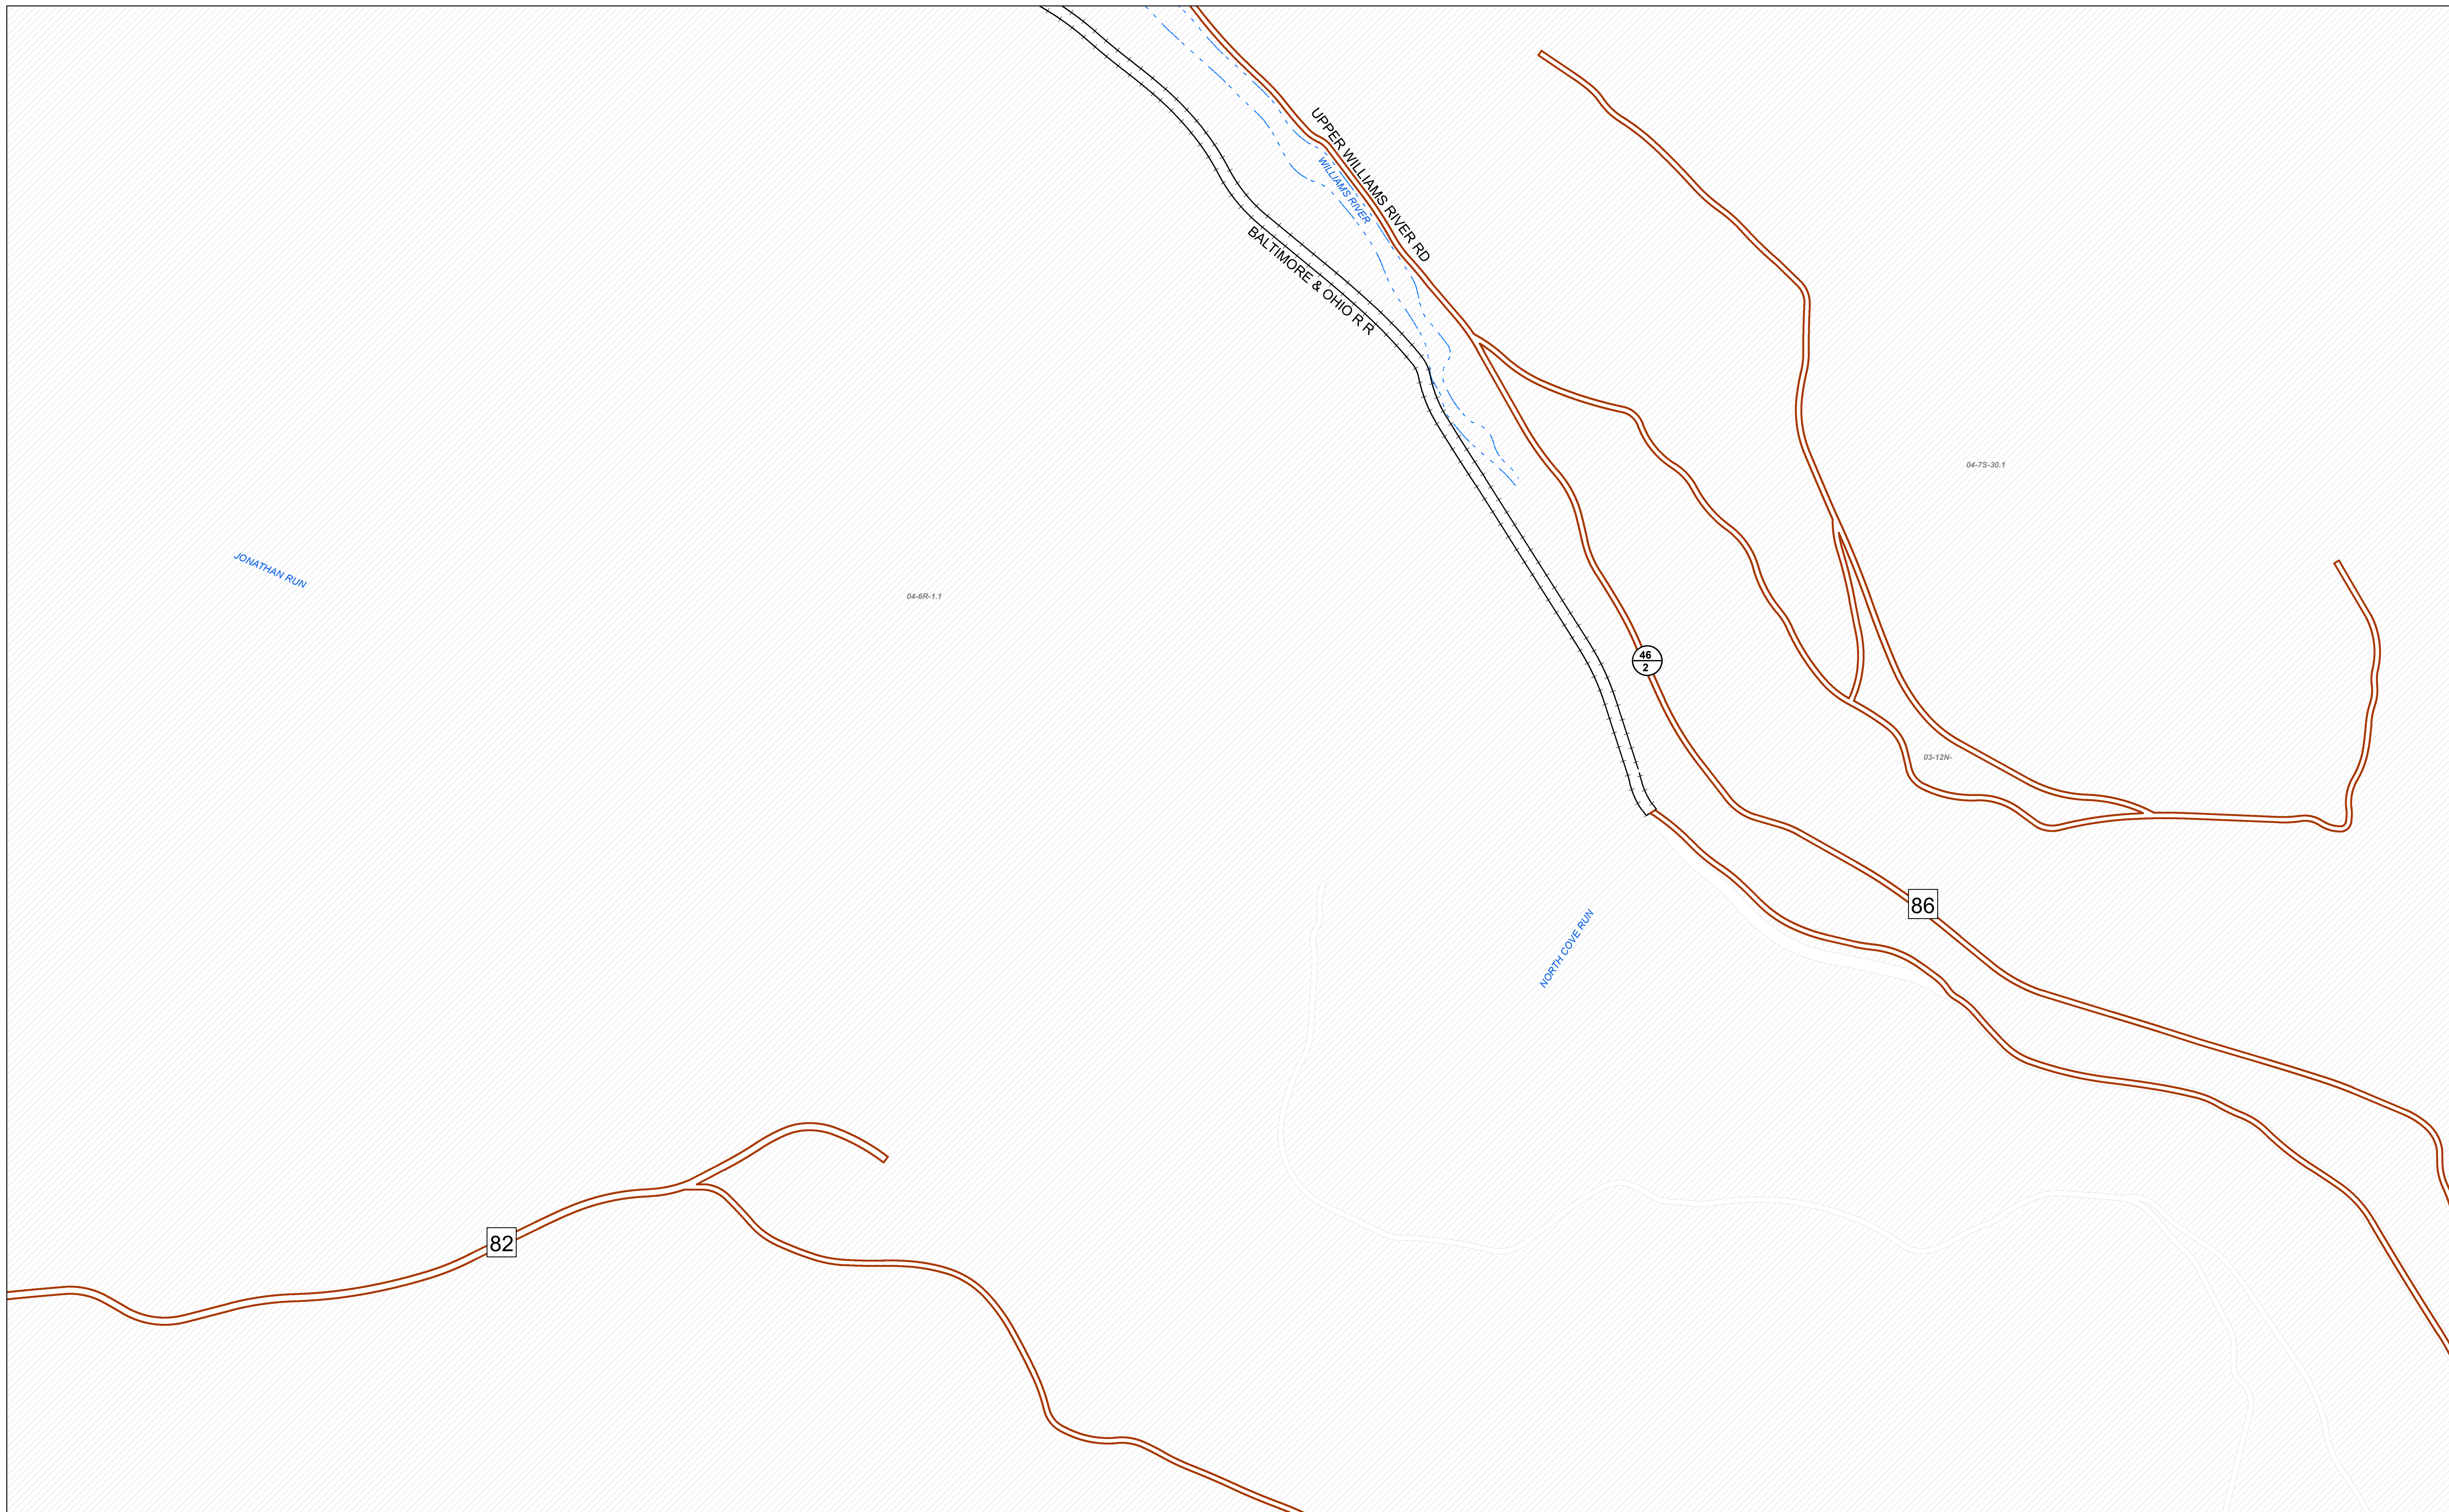 UPPER WILLIAMS RIVER RD
WILLIAMS RIVER
BALTIMORE & OHIO R R
04-7S-30.1
JONATHAN RUN
04-6R-1.1
46
2
03-12N-
86
NORTH COVE RUN
82